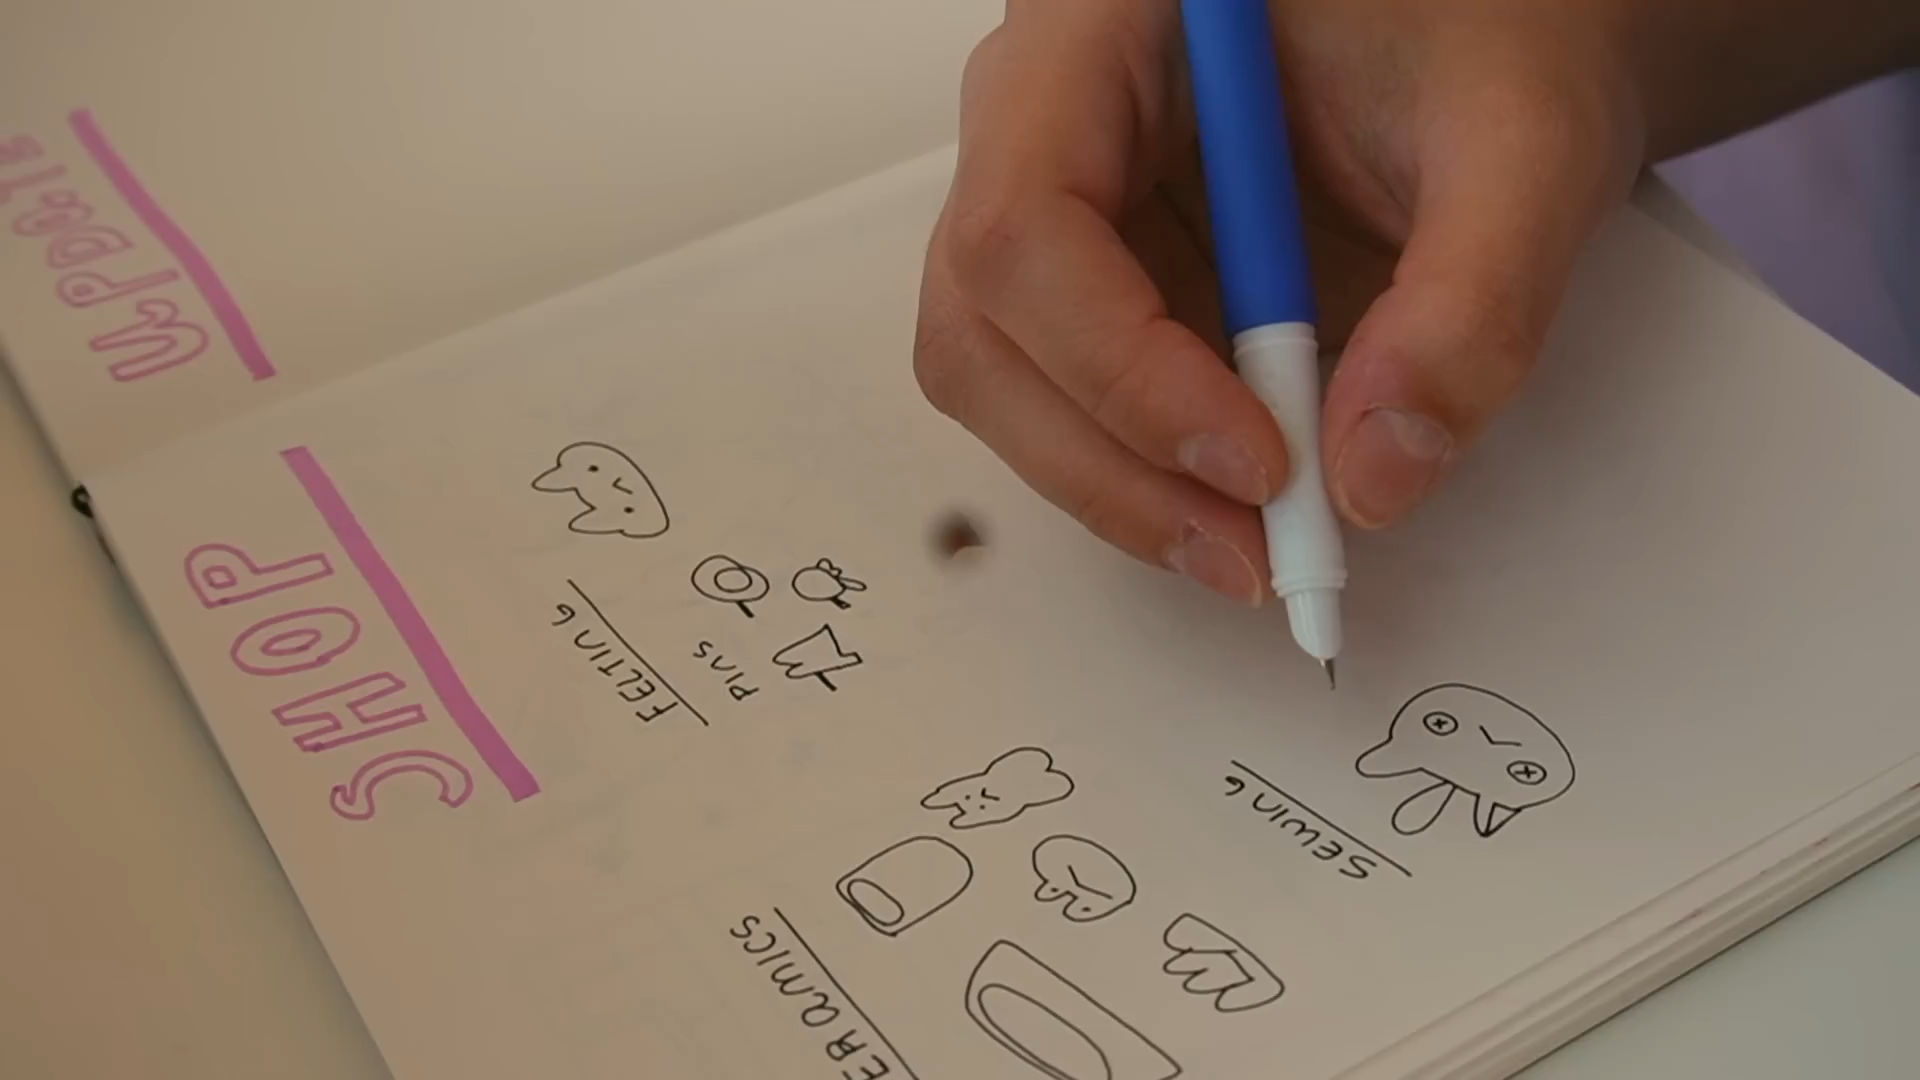 SHOP
UPDATE
CERAMICS
FELTING
PINS
SEWING